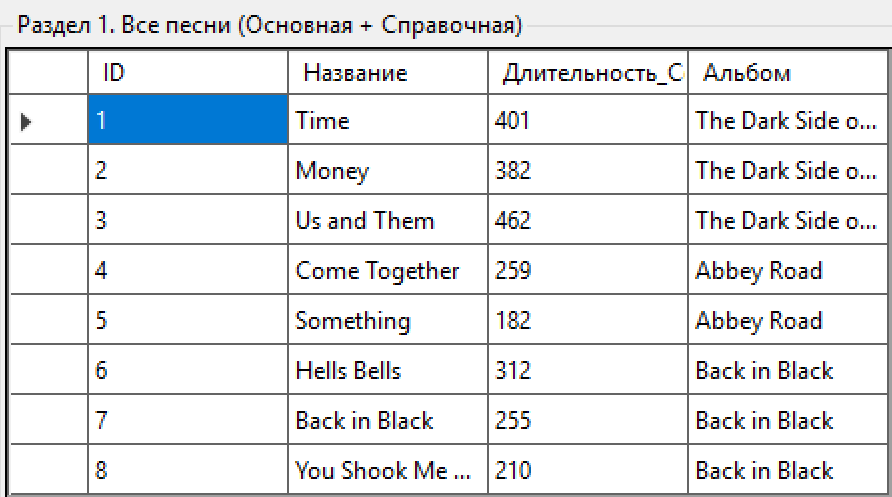 Раздел 1. Все песни (Основная + Справочная)
ID Название Длительность_С Альбом
1 Time 401 The Dark Side o...
2 Money 382 The Dark Side o...
3 Us and Them 462 The Dark Side o...
4 Come Together 259 Abbey Road
5 Something 182 Abbey Road
6 Hells Bells 312 Back in Black
7 Back in Black 255 Back in Black
8 You Shook Me ... 210 Back in Black